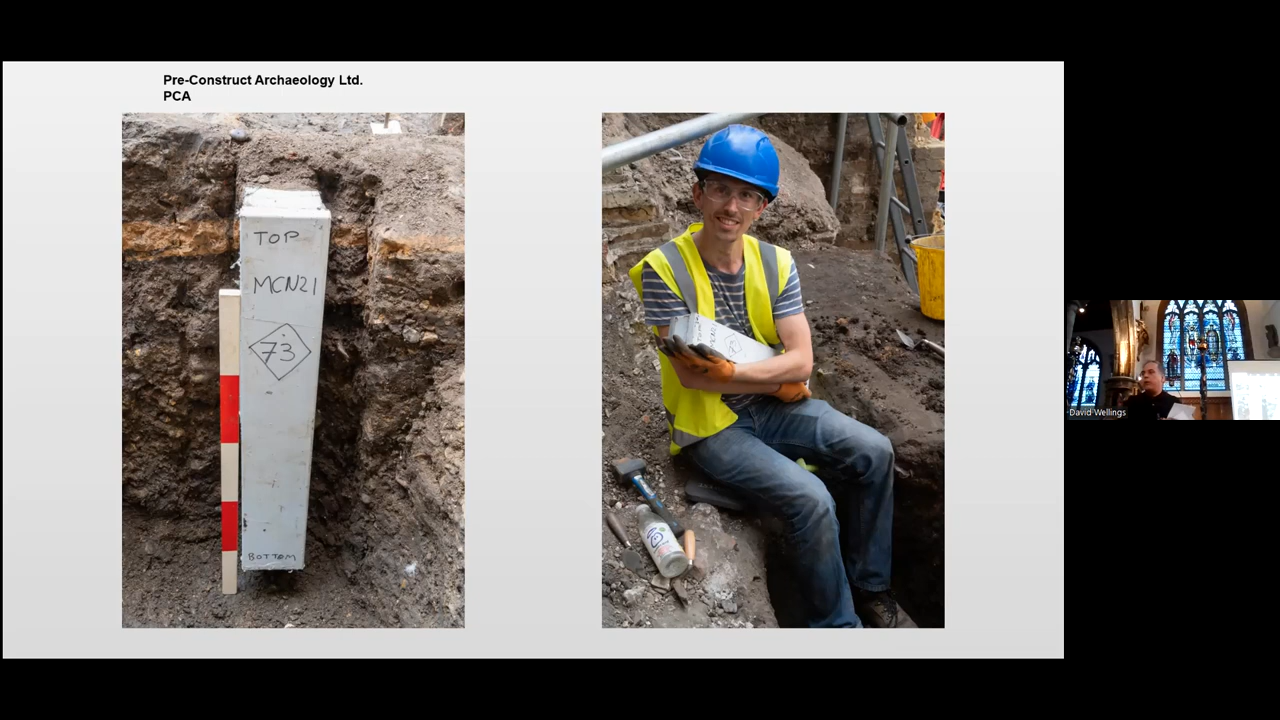 Pre-Construct Archaeology Ltd.
PCA
TOP
MCN21
73
BOTTOM
David Wellings